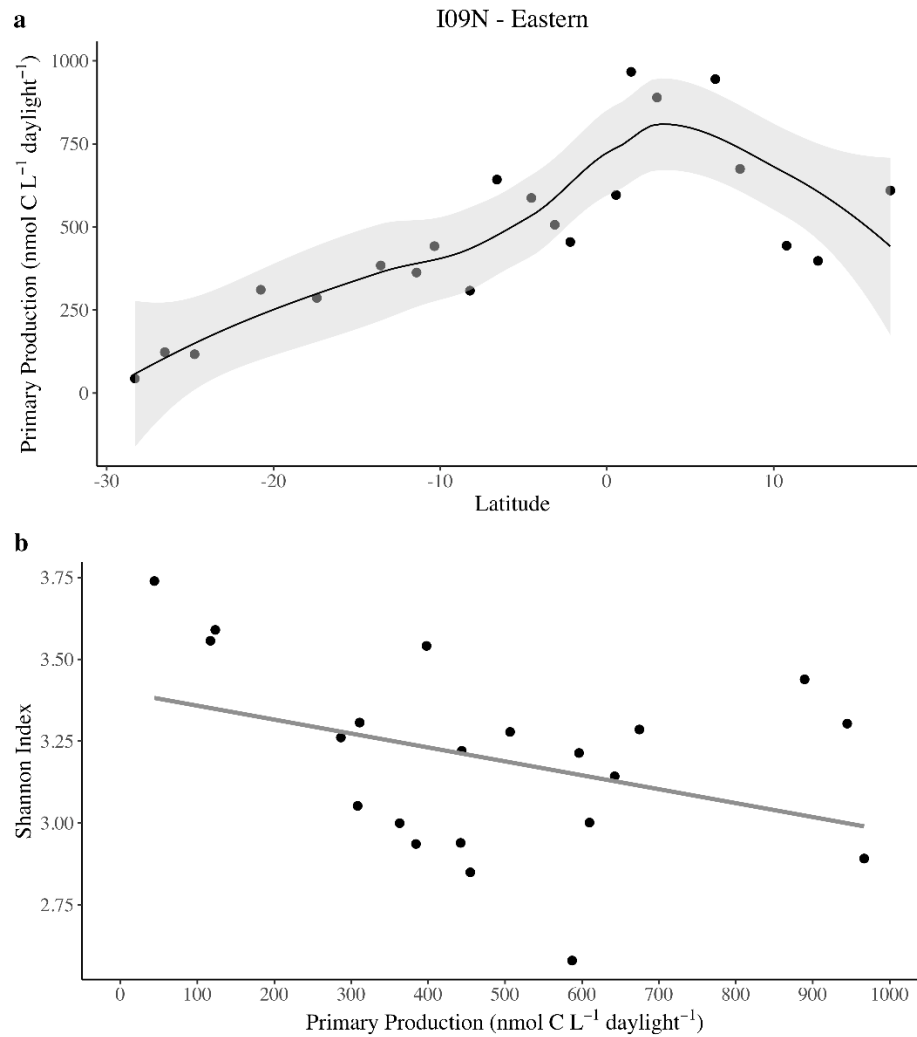 a
I09N - Eastern
Primary Production (nmol C L⁻¹ daylight⁻¹)
1000
750
500
250
0
-30 -20 -10 0 10
Latitude
b
Shannon Index
3.75
3.50
3.25
3.00
2.75
0 100 200 300 400 500 600 700 800 900 1000
Primary Production (nmol C L⁻¹ daylight⁻¹)